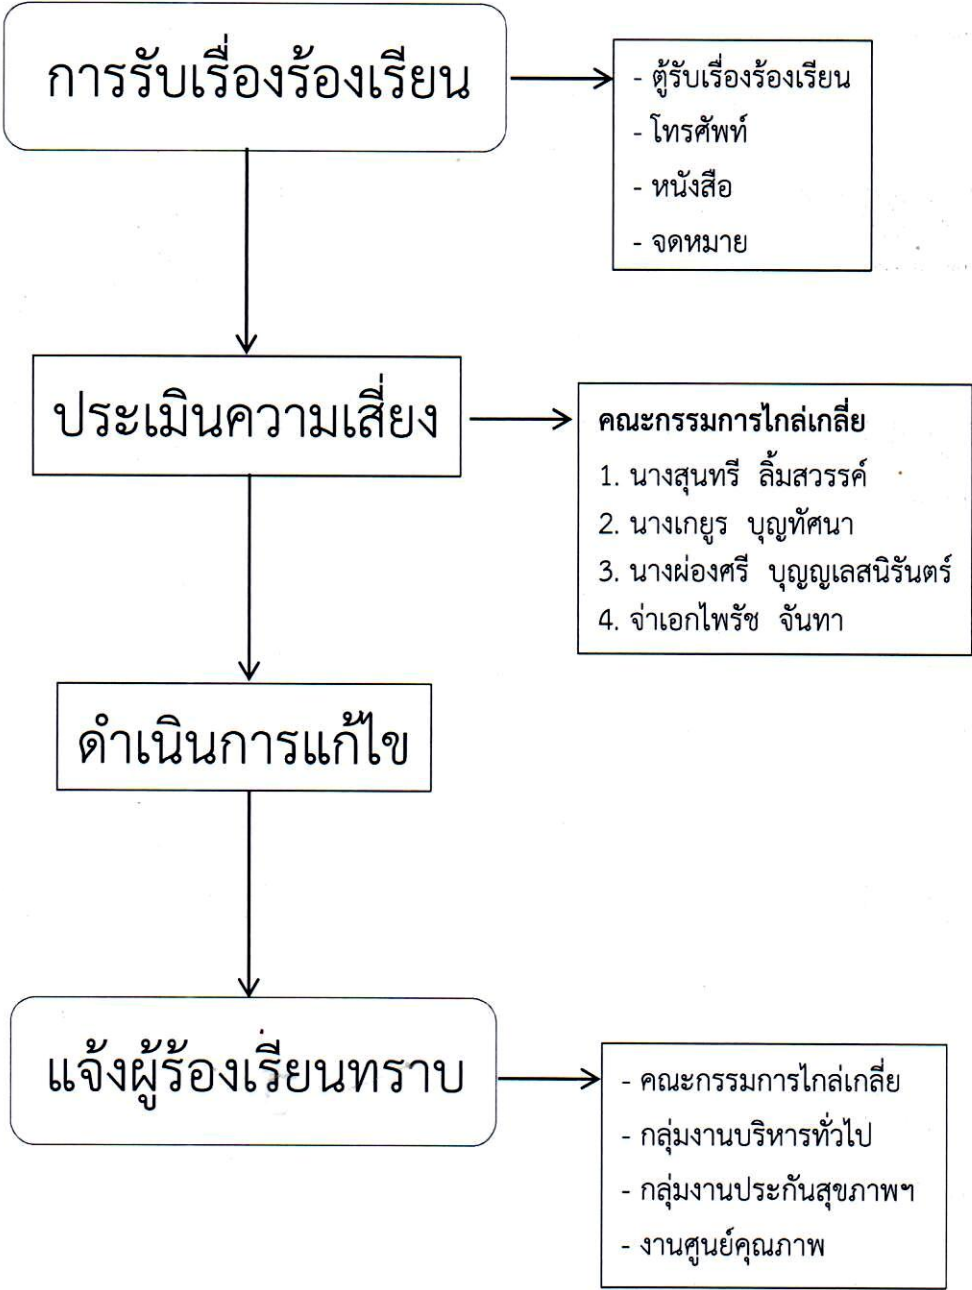 การรับเรื่องร้องเรียน
- ตู้รับเรื่องร้องเรียน
- โทรศัพท์
- หนังสือ
- จดหมาย
ประเมินความเสี่ยง
คณะกรรมการไกล่เกลี่ย
1. นางสุนทรี ลิ้มสวรรค์
2. นางเกยูร บุญทัศนา
3. นางผ่องศรี บุญญเลสนิรันตร์
4. จ่าเอกไพรัช จันทา
ดำเนินการแก้ไข
แจ้งผู้ร้องเรียนทราบ
- คณะกรรมการไกล่เกลี่ย
- กลุ่มงานบริหารทั่วไป
- กลุ่มงานประกันสุขภาพฯ
- งานศูนย์คุณภาพ